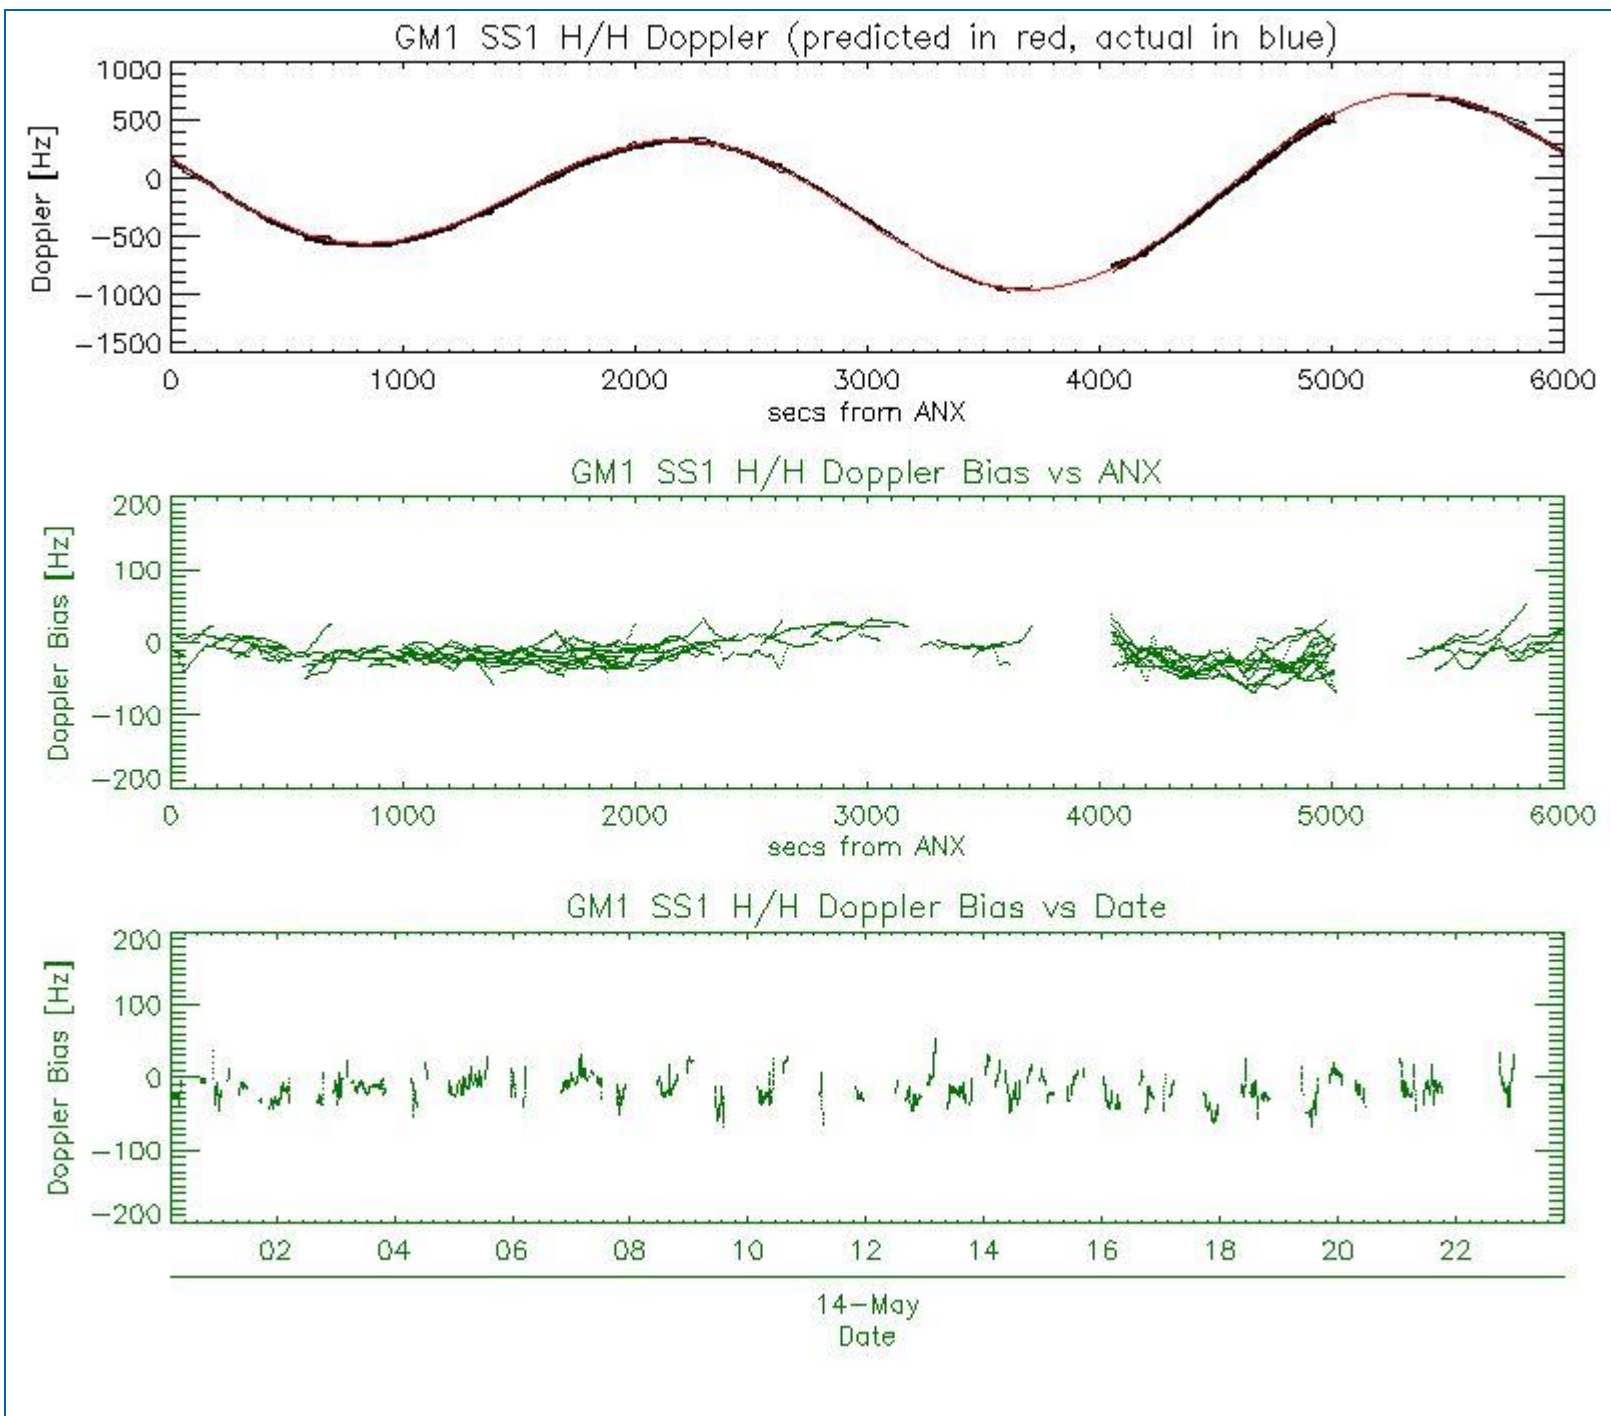 GM1 SS1 H/H Doppler (predicted in red, actual in blue)
1000
500
0
-500
-1000
-1500
Doppler [Hz]
0 1000 2000 3000 4000 5000 6000
secs from ANX
GM1 SS1 H/H Doppler Bias vs ANX
200
100
0
-100
-200
Doppler Bias [Hz]
0 1000 2000 3000 4000 5000 6000
secs from ANX
GM1 SS1 H/H Doppler Bias vs Date
200
100
0
-100
-200
Doppler Bias [Hz]
02 04 06 08 10 12 14 16 18 20 22
14-May
Date